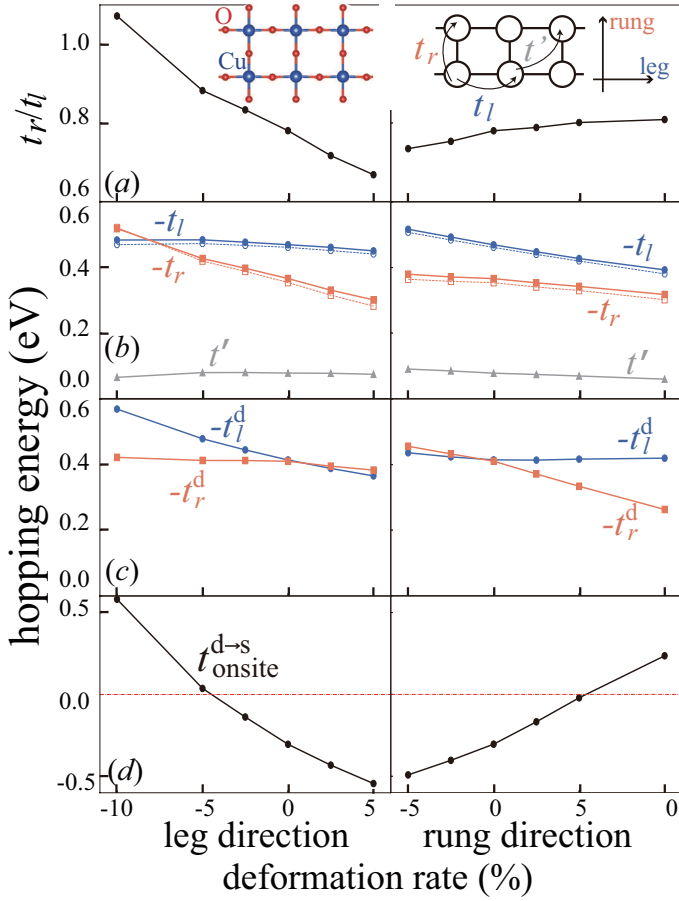 O
Cu
t_r
t_l
t'
rung
leg
t_r/t_l
1.0
0.8
0.6
(a)
hopping energy (eV)
0.6
0.4
0.2
0.0
(b)
-t_l
-t_r
t'
-t_l
-t_r
t'
0.6
0.4
0.2
0.0
(c)
-t_l^d
-t_r^d
-t_l^d
-t_r^d
0.5
0.0
-0.5
(d)
t_onsite^d→s
-10 -5 0 5 -5 0 5 0
leg direction rung direction
deformation rate (%)